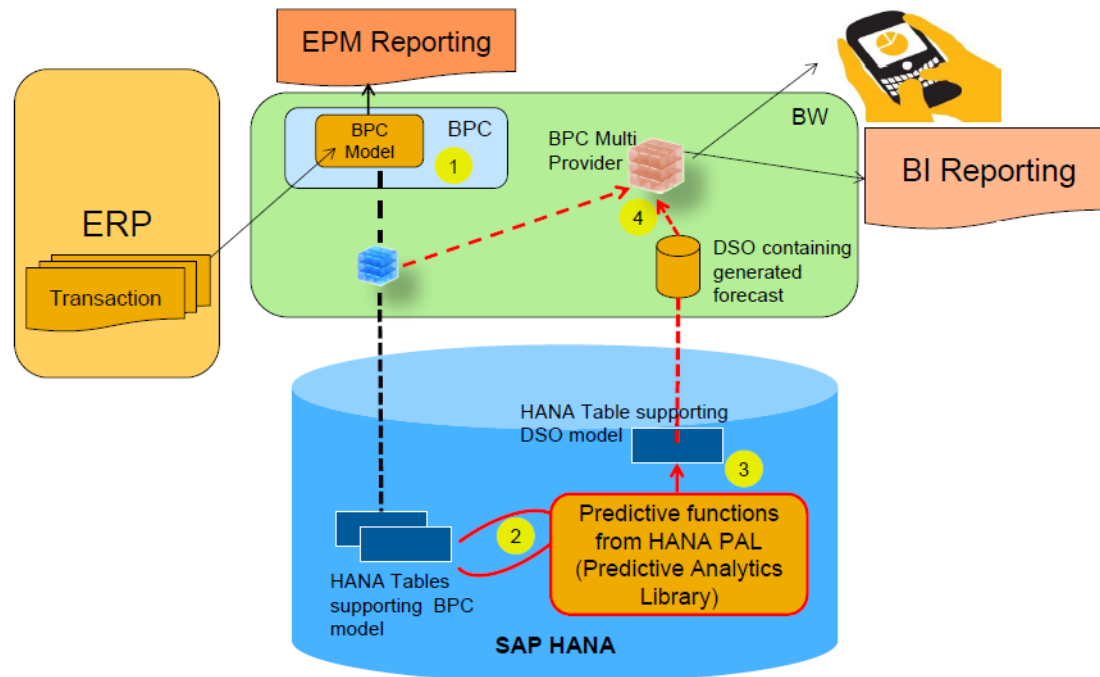 EPM Reporting
BW
BPC
Model
BPC
1
BPC Multi
Provider
BI Reporting
ERP
Transaction
4
DSO containing
generated
forecast
HANA Table supporting
DSO model
3
2
Predictive functions
from HANA PAL
(Predictive Analytics
Library)
HANA Tables
supporting BPC
model
SAP HANA